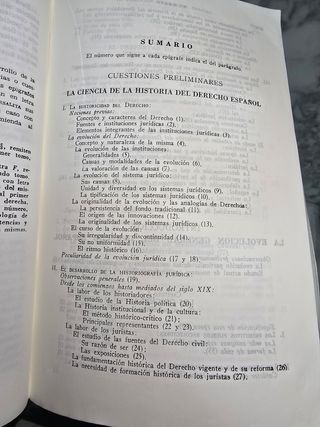 SUMARIO
El número que sigue a cada epígrafe indica el del parágrafo.
CUESTIONES PRELIMINARES
LA CIENCIA DE LA HISTORIA DEL DERECHO ESPAÑOL
I. LA HISTORICIDAD DEL DERECHO:
Nociones previas:
Concepto y caracteres del Derecho (1).
Fuentes e instituciones jurídicas (2).
Elementos integrantes de las instituciones jurídicas (3).
La evolución del Derecho:
Concepto y naturaleza de la misma (4).
La evolución de las instituciones:
Generalidades (5).
Causas y modalidades de la evolución (6).
La valoración de las causas (7).
La evolución del sistema jurídico:
Sus causas (8).
Unidad y diversidad en los sistemas jurídicos (9).
La tipificación de los sistemas jurídicos (10).
La originalidad de la evolución y las analogías de Derecho:
La persistencia del fondo tradicional (11).
El origen de las innovaciones (12).
La originalidad de los sistemas jurídicos (13).
El curso de la evolución:
Su irregularidad y discontinuidad (14).
Su no uniformidad (15).
El ritmo histórico (16).
Peculiaridad de la evolución jurídica (17 y 18).
II. EL DESARROLLO DE LA HISTORIOGRAFÍA JURÍDICA:
Observaciones generales (19).
Desde los comienzos hasta mediados del siglo XIX:
La labor de los historiadores:
El estudio de la Historia política (20).
La Historia institucional y de la cultura:
El método histórico-crítico (21).
Principales representantes (22 y 23).
La labor de los juristas:
El estudio de las fuentes del Derecho civil:
Su razón de ser (24).
Las exposiciones (25).
La fundamentación histórica del Derecho vigente y de su reforma (26).
La necesidad de formación histórica de los juristas (27).